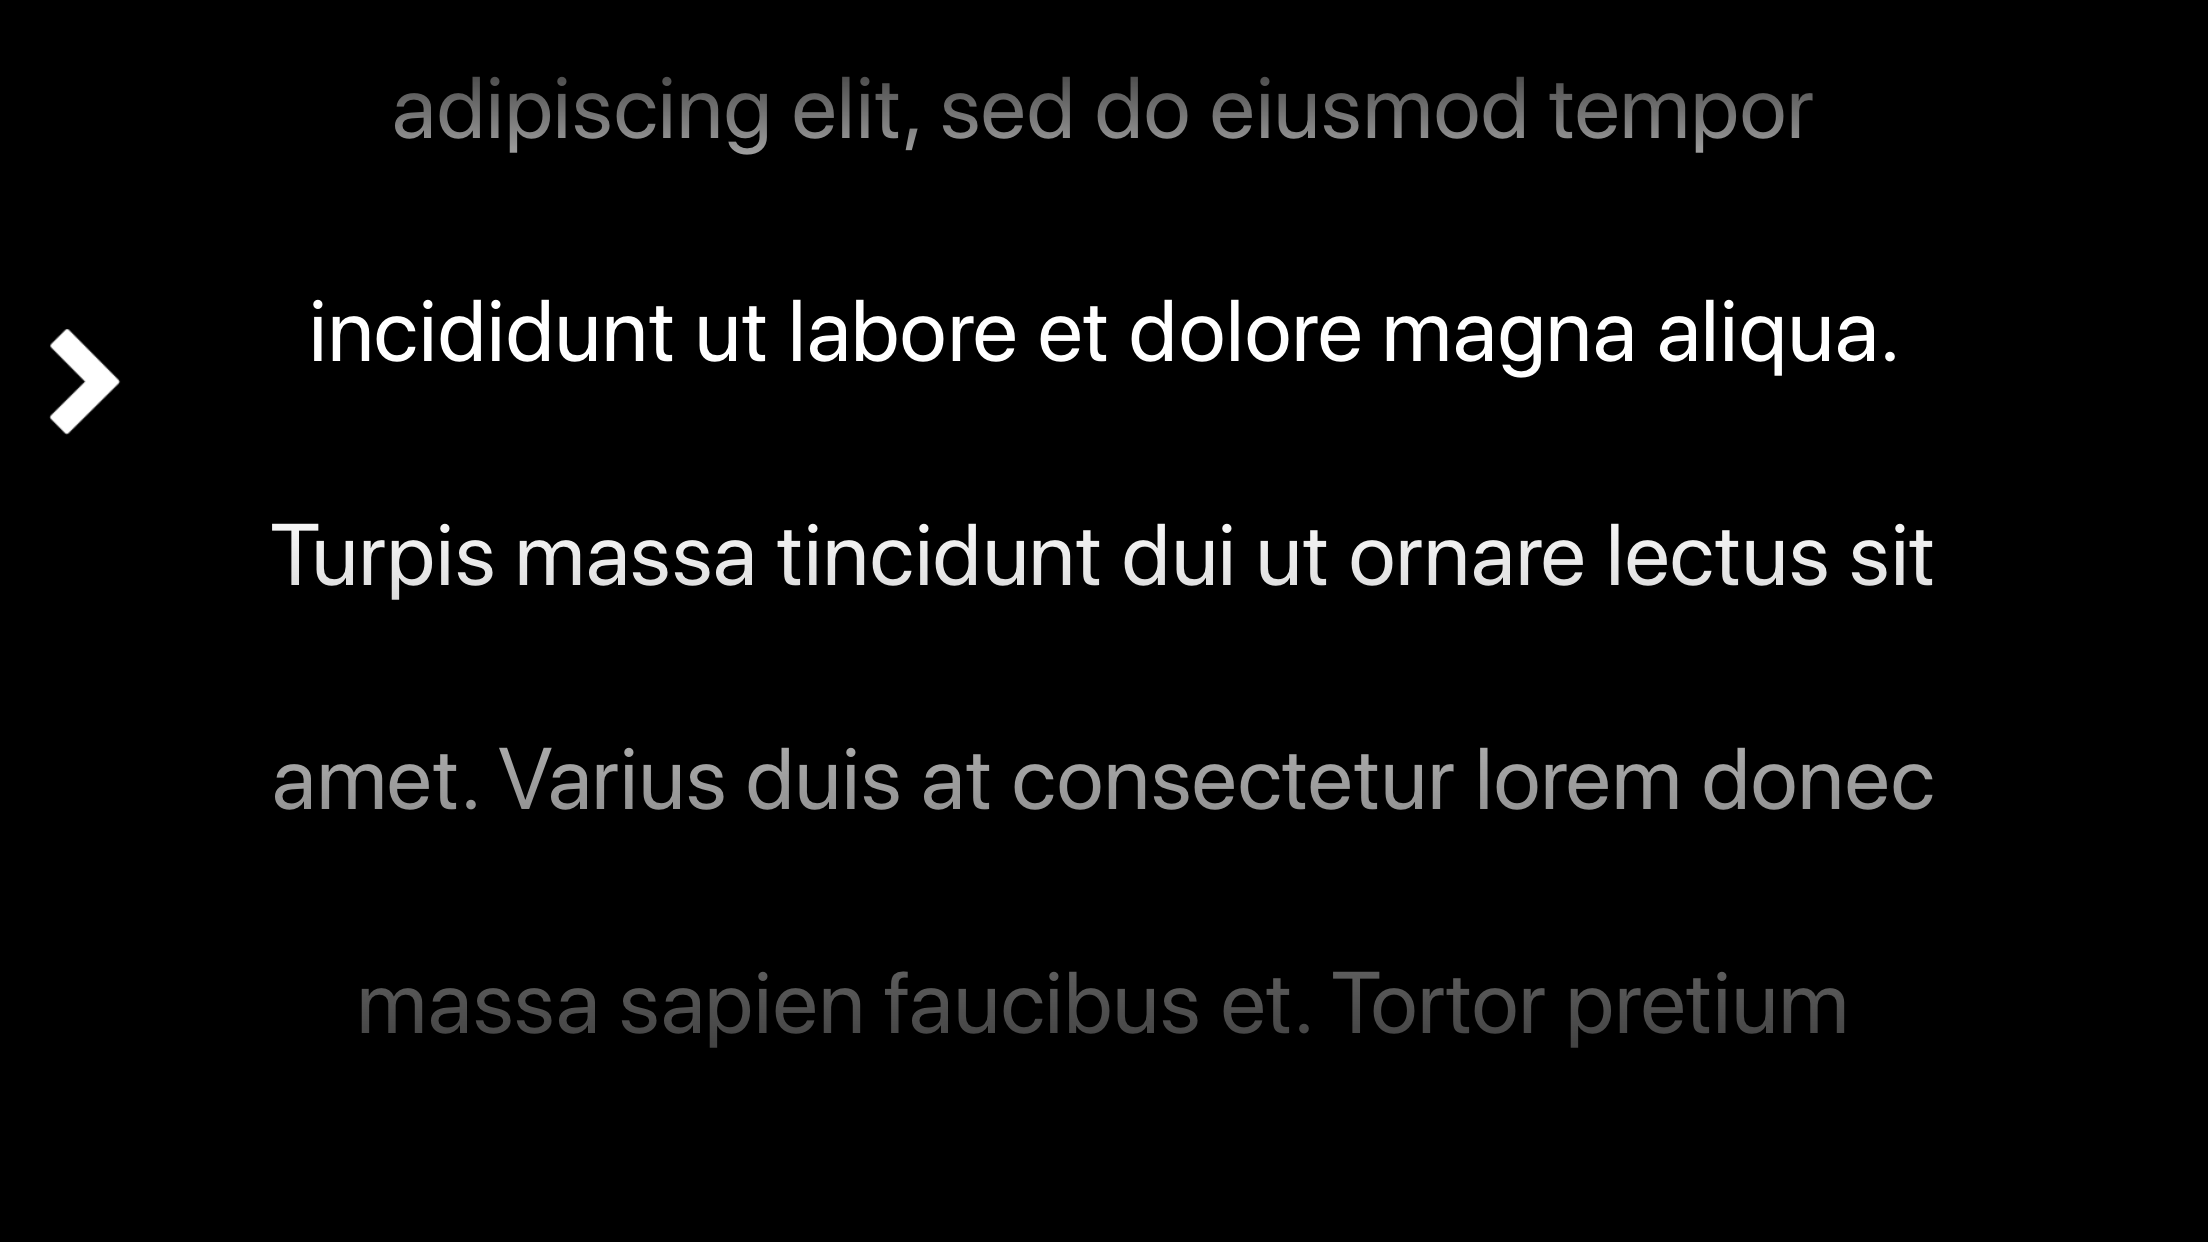 adipiscing elit, sed do eiusmod tempor
incididunt ut labore et dolore magna aliqua.
Turpis massa tincidunt dui ut ornare lectus sit
amet. Varius duis at consectetur lorem donec
massa sapien faucibus et. Tortor pretium